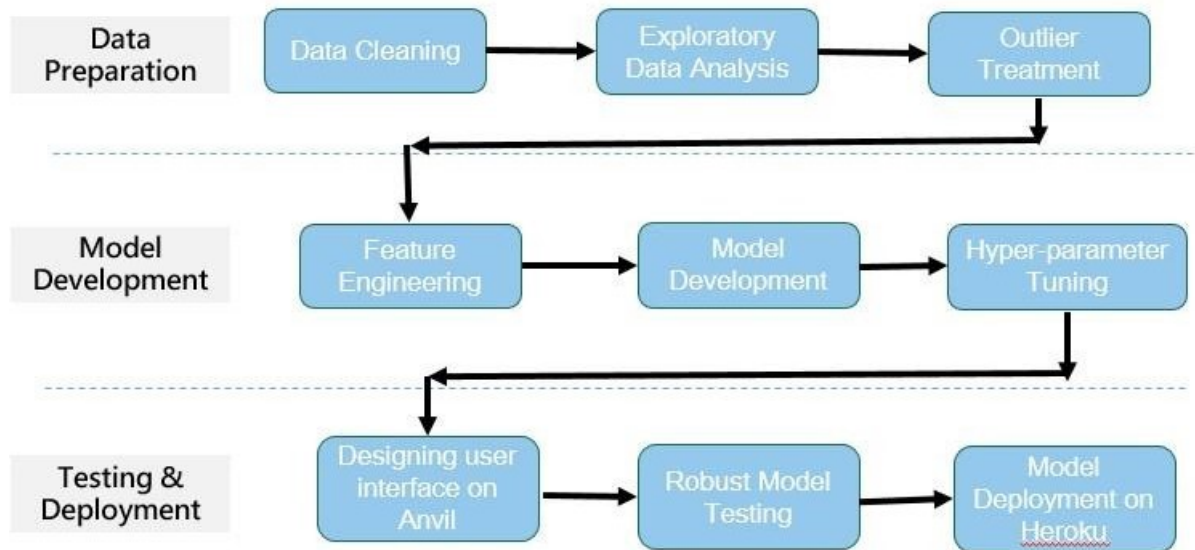 Data
Preparation
Data Cleaning
Exploratory
Data Analysis
Outlier
Treatment
Model
Development
Feature
Engineering
Model
Development
Hyper-parameter
Tuning
Testing &
Deployment
Designing user
interface on
Anvil
Robust Model
Testing
Model
Deployment on
Heroku